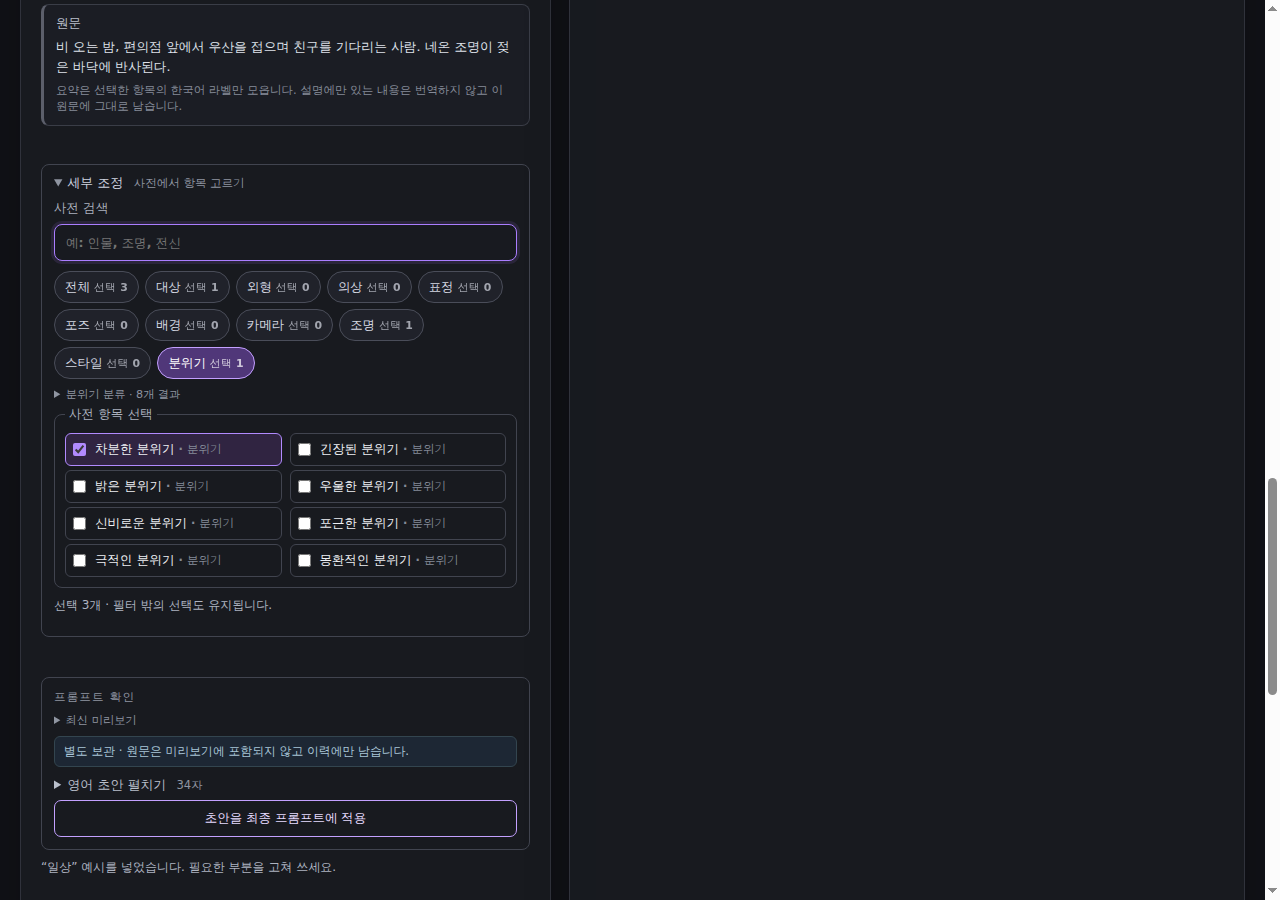 원문
비 오는 밤, 편의점 앞에서 우산을 접으며 친구를 기다리는 사람. 네온 조명이 젖
은 바닥에 반사된다.
요약은 선택한 항목의 한국어 라벨만 모읍니다. 설명에만 있는 내용은 번역하지 않고 이
원문에 그대로 남습니다.
▼ 세부 조정 사전에서 항목 고르기
사전 검색
예: 인물, 조명, 전신
전체 선택 3 대상 선택 1 외형 선택 0 의상 선택 0 표정 선택 0
포즈 선택 0 배경 선택 0 카메라 선택 0 조명 선택 1
스타일 선택 0 분위기 선택 1
▶ 분위기 분류 · 8개 결과
사전 항목 선택
차분한 분위기 · 분위기 긴장된 분위기 · 분위기
밝은 분위기 · 분위기 우울한 분위기 · 분위기
신비로운 분위기 · 분위기 포근한 분위기 · 분위기
극적인 분위기 · 분위기 몽환적인 분위기 · 분위기
선택 3개 · 필터 밖의 선택도 유지됩니다.
프롬프트 확인
▶ 최신 미리보기
별도 보관 · 원문은 미리보기에 포함되지 않고 이력에만 남습니다.
▶ 영어 초안 펼치기 34자
초안을 최종 프롬프트에 적용
“일상” 예시를 넣었습니다. 필요한 부분을 고쳐 쓰세요.